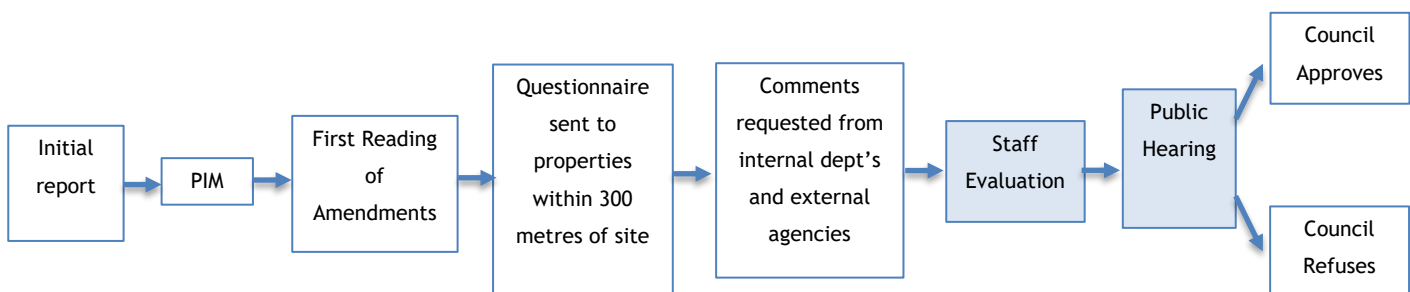 Initial
report
PIM
First Reading
of
Amendments
Questionnaire
sent to
properties
within 300
metres of site
Comments
requested from
internal dept’s
and external
agencies
Staff
Evaluation
Public
Hearing
Council
Approves
Council
Refuses